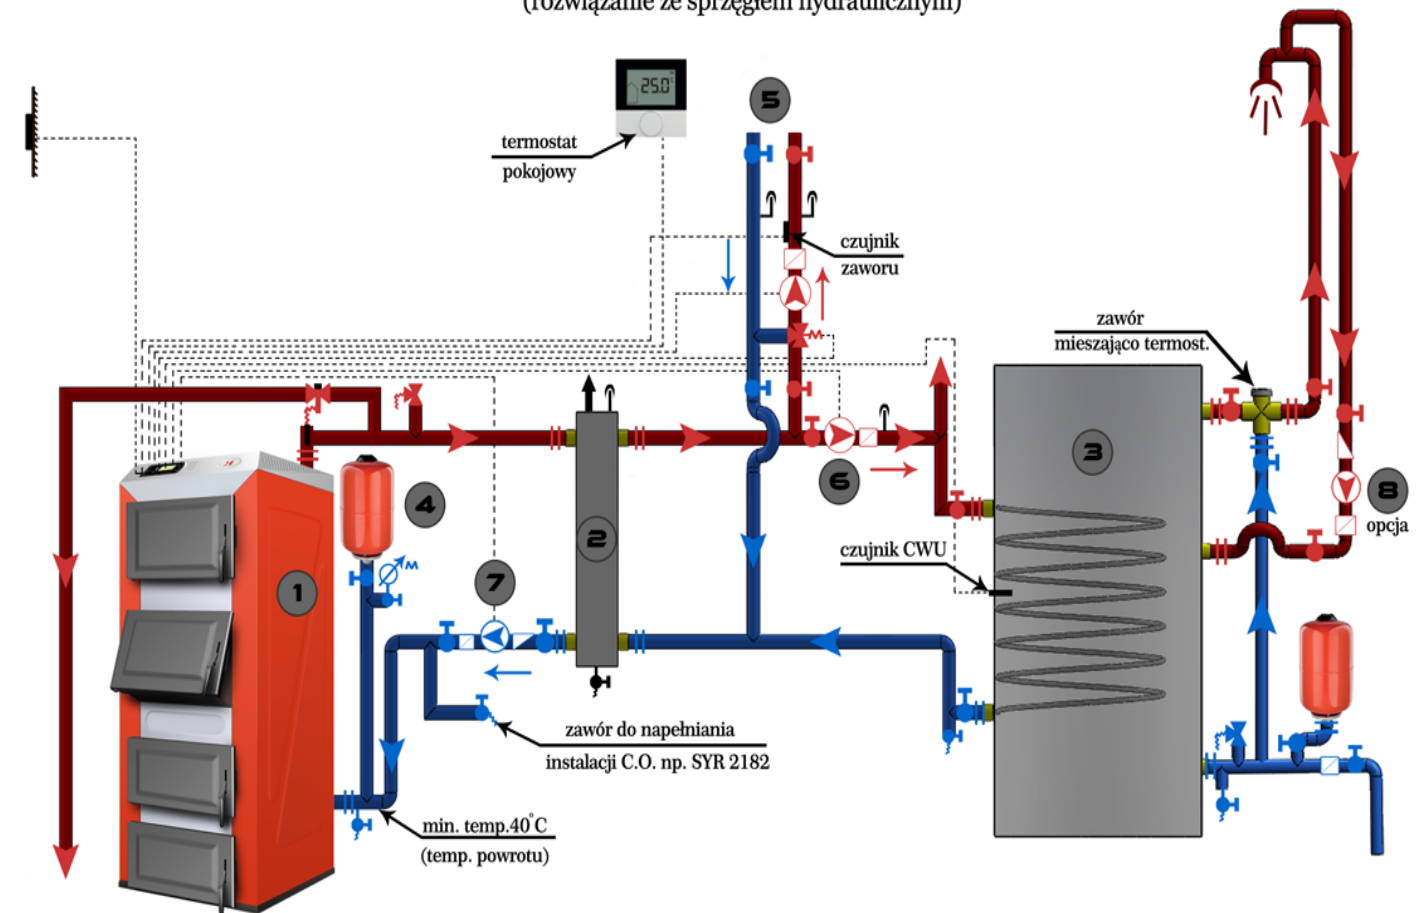 (rozwiązanie ze sprzęgłem hydraulicznym)
25.0°
5
termostat
pokojowy
czujnik
zaworu
zawór
mieszająco termost.
1
2
3
4
6
7
8
opcja
czujnik CWU
zawór do napełniania
instalacji C.O. np. SYR 2182
min. temp.40°C
(temp. powrotu)
M
M